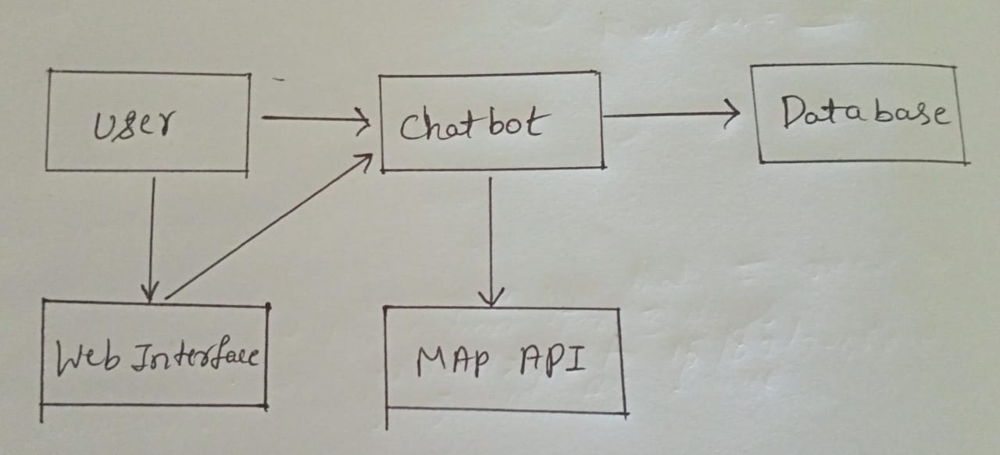 User
Chatbot
Database
Web Interface
MAP API